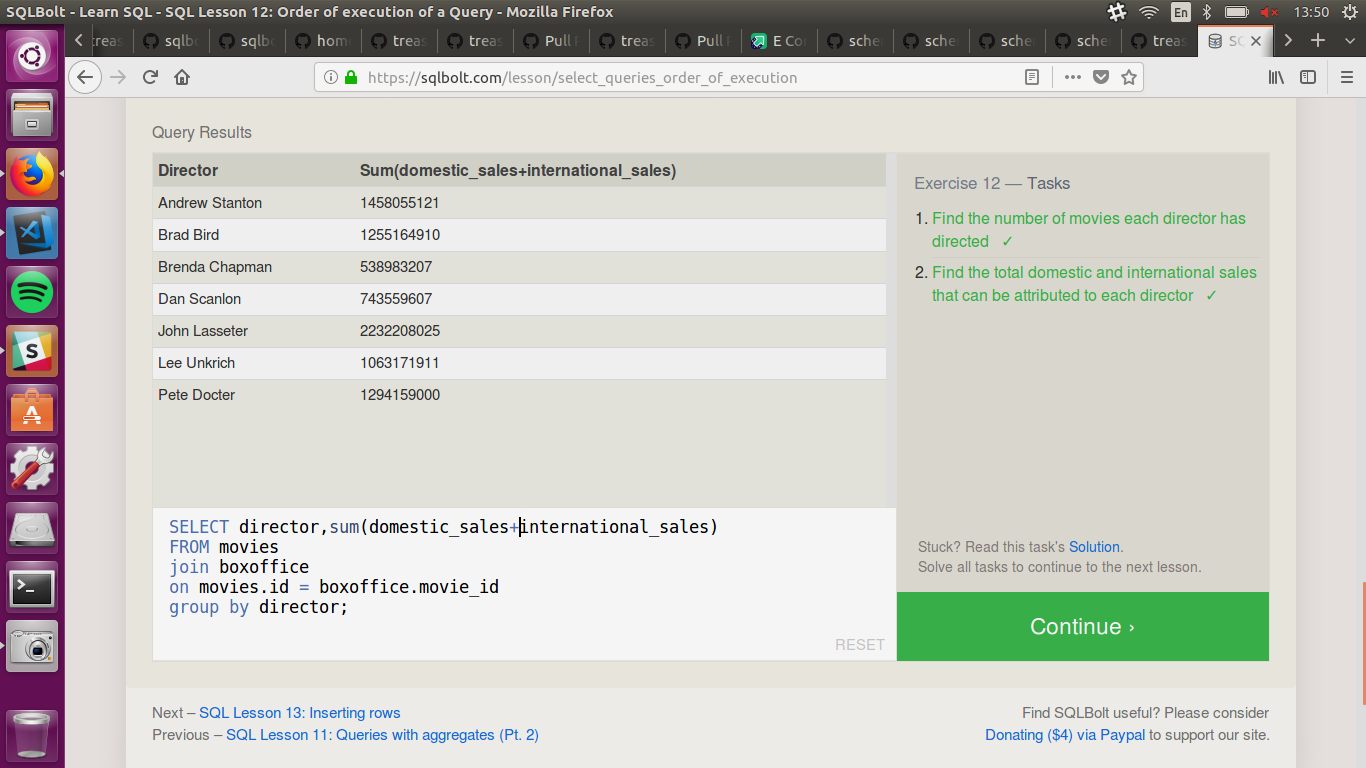 SQLBolt - Learn SQL - SQL Lesson 12: Order of execution of a Query - Mozilla Firefox
En
13:50
treas
sqlb
sqlb
hom
treas
treas
Pull
treas
Pull
E Co
sche
sche
sche
sche
treas
SC
https://sqlbolt.com/lesson/select_queries_order_of_execution
Query Results
Director Sum(domestic_sales+international_sales)
Andrew Stanton 1458055121
Brad Bird 1255164910
Brenda Chapman 538983207
Dan Scanlon 743559607
John Lasseter 2232208025
Lee Unkrich 1063171911
Pete Docter 1294159000
Exercise 12 — Tasks
1. Find the number of movies each director has
directed ✓
2. Find the total domestic and international sales
that can be attributed to each director ✓
SELECT director,sum(domestic_sales+international_sales)
FROM movies
join boxoffice
on movies.id = boxoffice.movie_id
group by director;
RESET
Stuck? Read this task's Solution.
Solve all tasks to continue to the next lesson.
Continue ›
Next – SQL Lesson 13: Inserting rows
Previous – SQL Lesson 11: Queries with aggregates (Pt. 2)
Find SQLBolt useful? Please consider
Donating ($4) via Paypal to support our site.